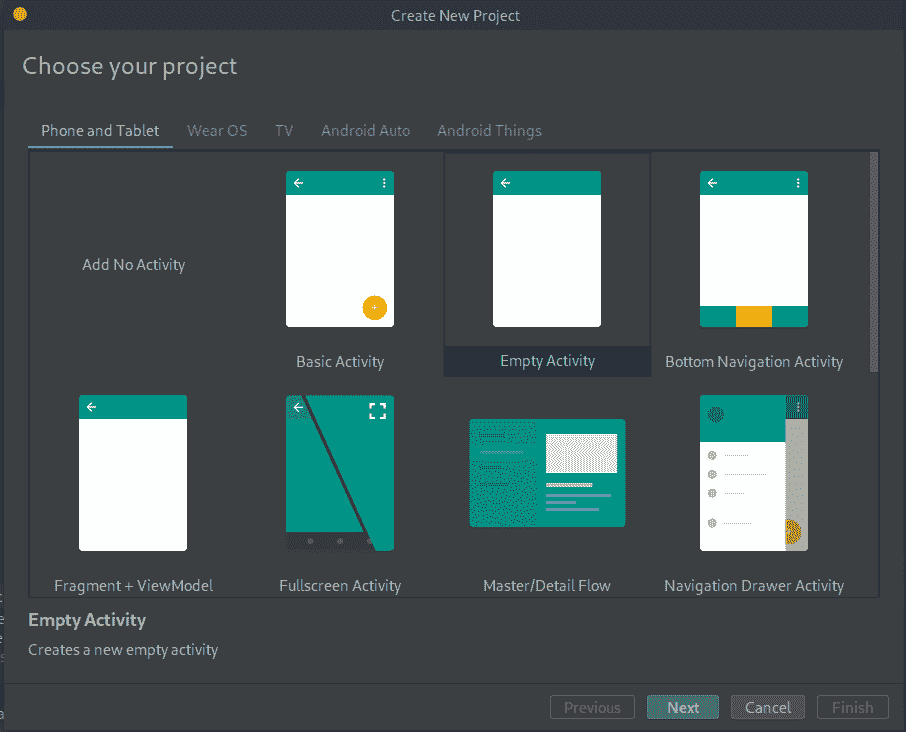 Create New Project
Choose your project
Phone and Tablet Wear OS TV Android Auto Android Things
Add No Activity
Basic Activity Empty Activity Bottom Navigation Activity
Fragment + ViewModel Fullscreen Activity Master/Detail Flow Navigation Drawer Activity
Empty Activity
Creates a new empty activity
Previous Next Cancel Finish